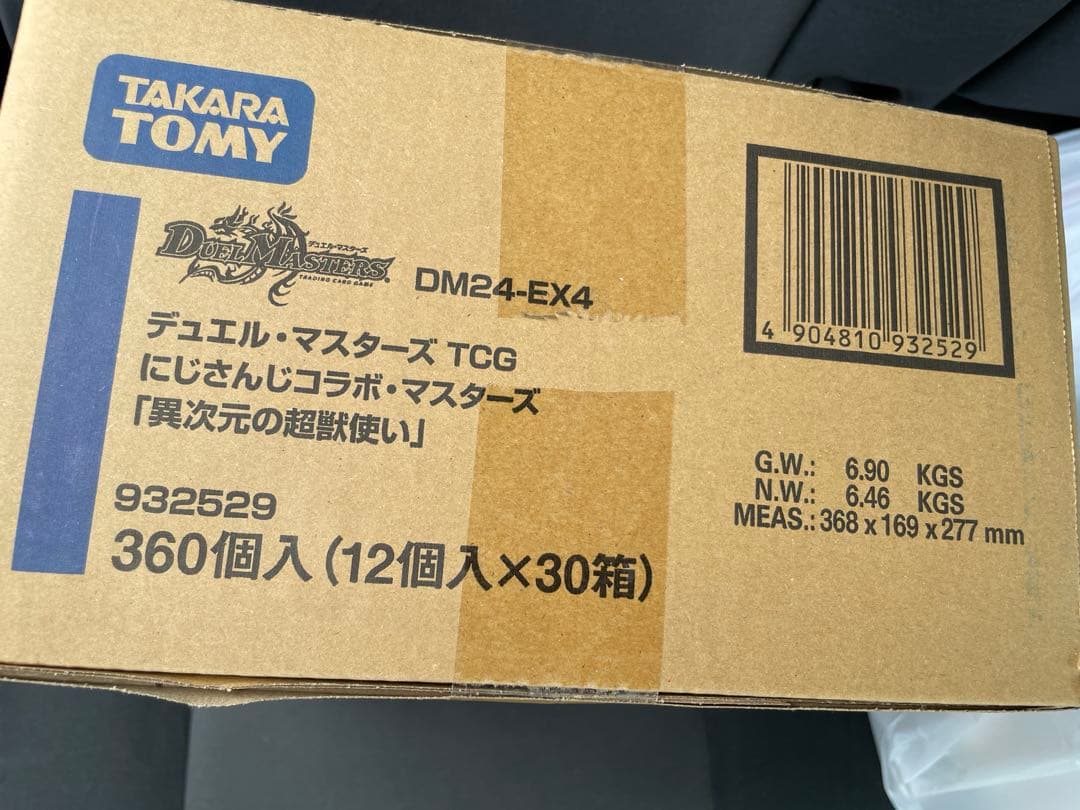 TAKARA
TOMY
デュエル・マスターズ
DUEL MASTERS
TRADING CARD GAME
DM24-EX4
デュエル・マスターズ TCG
にじさんじコラボ・マスターズ
「異次元の超獣使い」
932529
360個入(12個入×30箱)
4 904810 932529
G.W.: 6.90 KGS
N.W.: 6.46 KGS
MEAS.: 368 x 169 x 277 mm